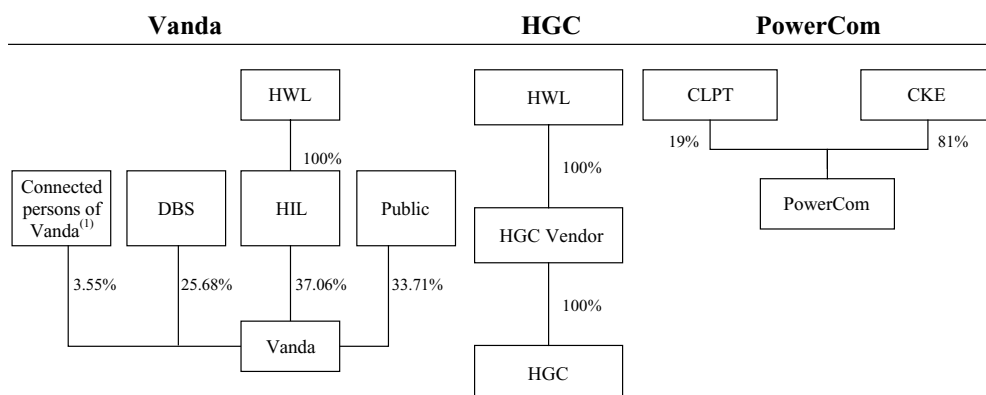 Vanda
HGC
PowerCom
HWL
100%
Connected
persons of
Vanda(1)
DBS
HIL
Public
3.55%
25.68%
37.06%
33.71%
Vanda
HWL
100%
HGC Vendor
100%
HGC
CLPT
CKE
19%
81%
PowerCom